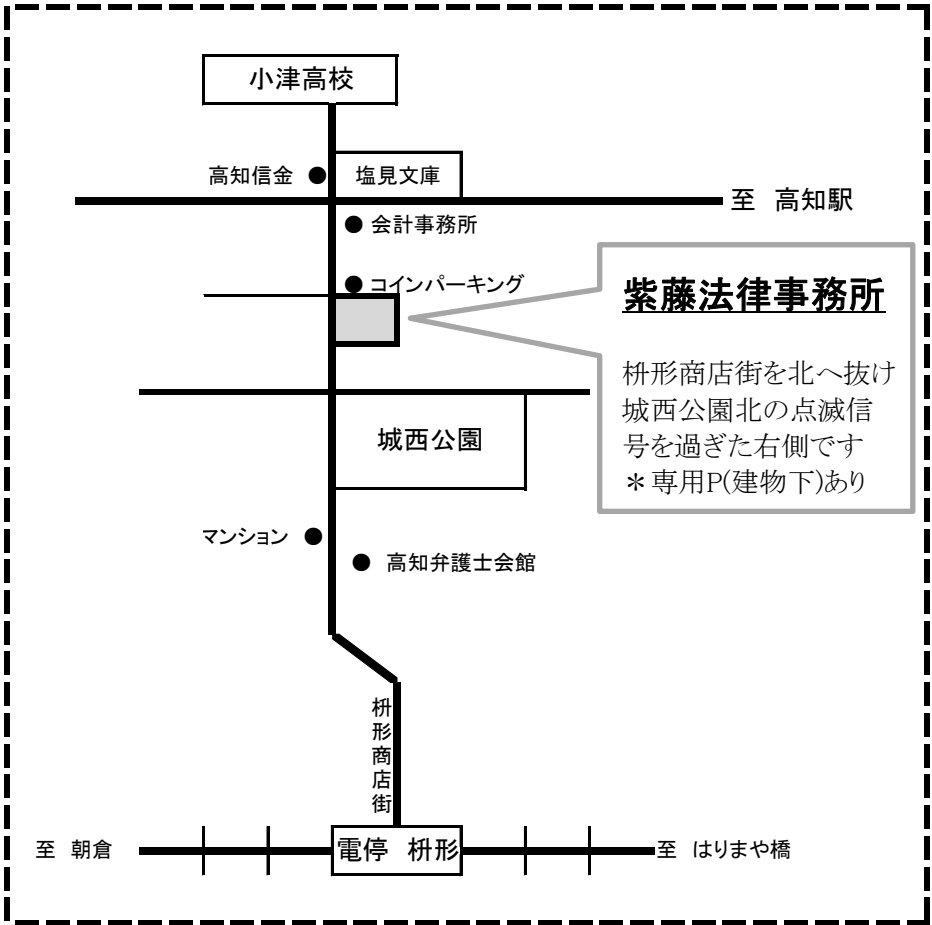 小津高校
高知信金
塩見文庫
至 高知駅
会計事務所
コインパーキング
紫藤法律事務所
枡形商店街を北へ抜け
城西公園北の点滅信
号を過ぎた右側です
＊専用P(建物下)あり
城西公園
マンション
高知弁護士会館
枡形商店街
至 朝倉
電停 枡形
至 はりまや橋